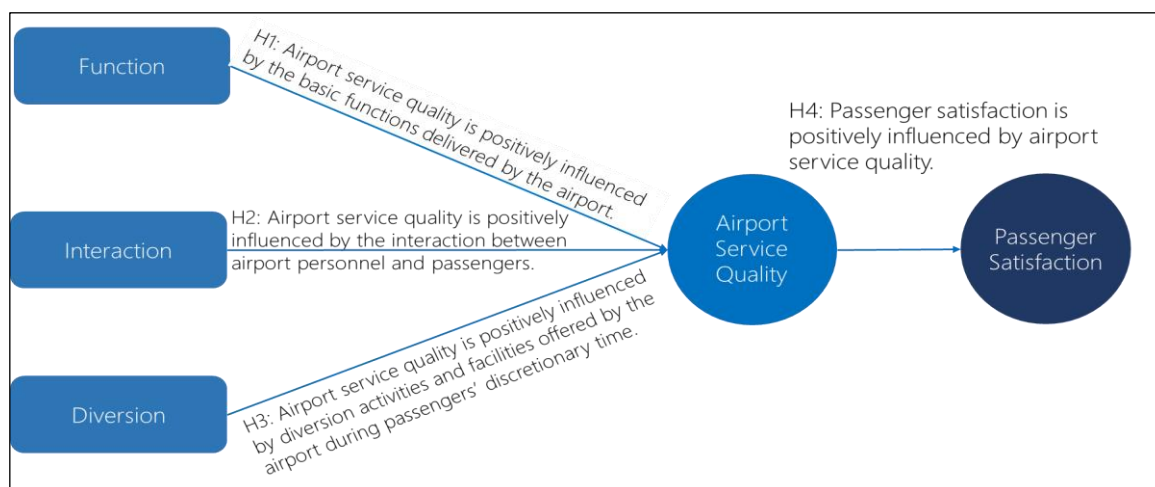 Function
H1: Airport service quality is positively influenced
by the basic functions delivered by the airport.
H4: Passenger satisfaction is
positively influenced by airport
service quality.
Interaction
H2: Airport service quality is positively
influenced by the interaction between
airport personnel and passengers.
Airport
Service
Quality
Passenger
Satisfaction
Diversion
H3: Airport service quality is positively influenced
by diversion activities and facilities offered by the
airport during passengers’ discretionary time.